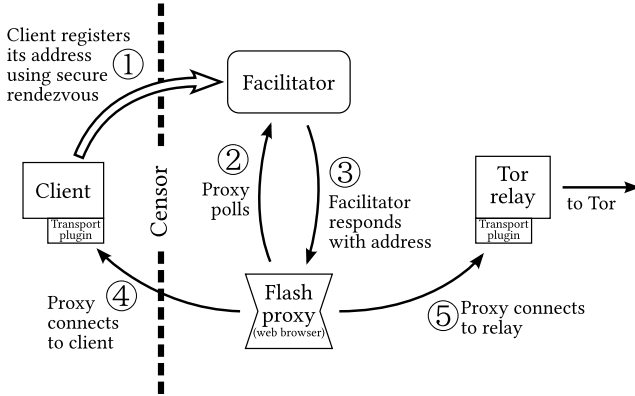 Client registers
its address
using secure
rendezvous
①
Facilitator
②
Proxy
polls
③
Facilitator
responds
with address
Client
Transport
plugin
Censor
Tor
relay
Transport
plugin
to Tor
④
Proxy
connects
to client
Flash
proxy
(web browser)
⑤
Proxy connects
to relay